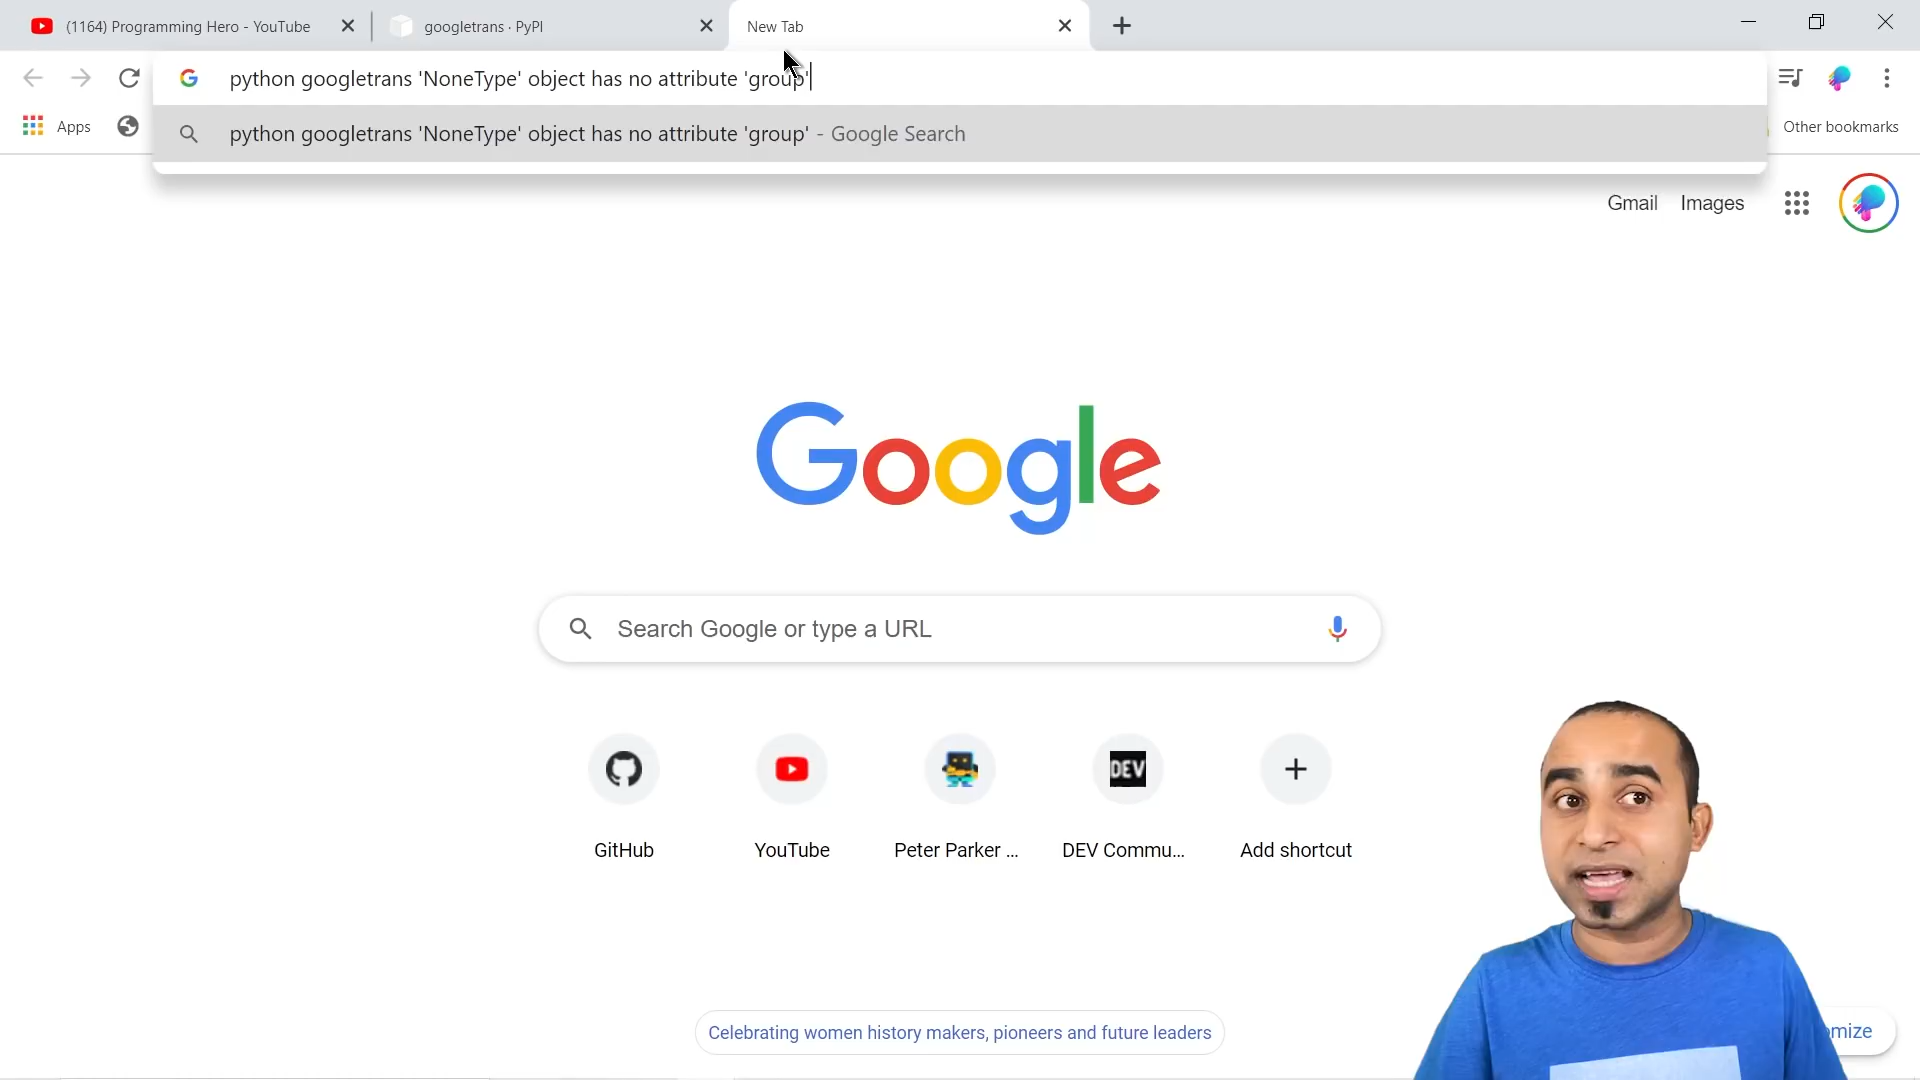 (1164) Programming Hero - YouTube
googletrans · PyPI
New Tab
python googletrans 'NoneType' object has no attribute 'group'
Apps
python googletrans 'NoneType' object has no attribute 'group' - Google Search
Other bookmarks
Gmail
Images
Google
Search Google or type a URL
DEV
GitHub
YouTube
Peter Parker ...
DEV Commu...
Add shortcut
Celebrating women history makers, pioneers and future leaders
omize